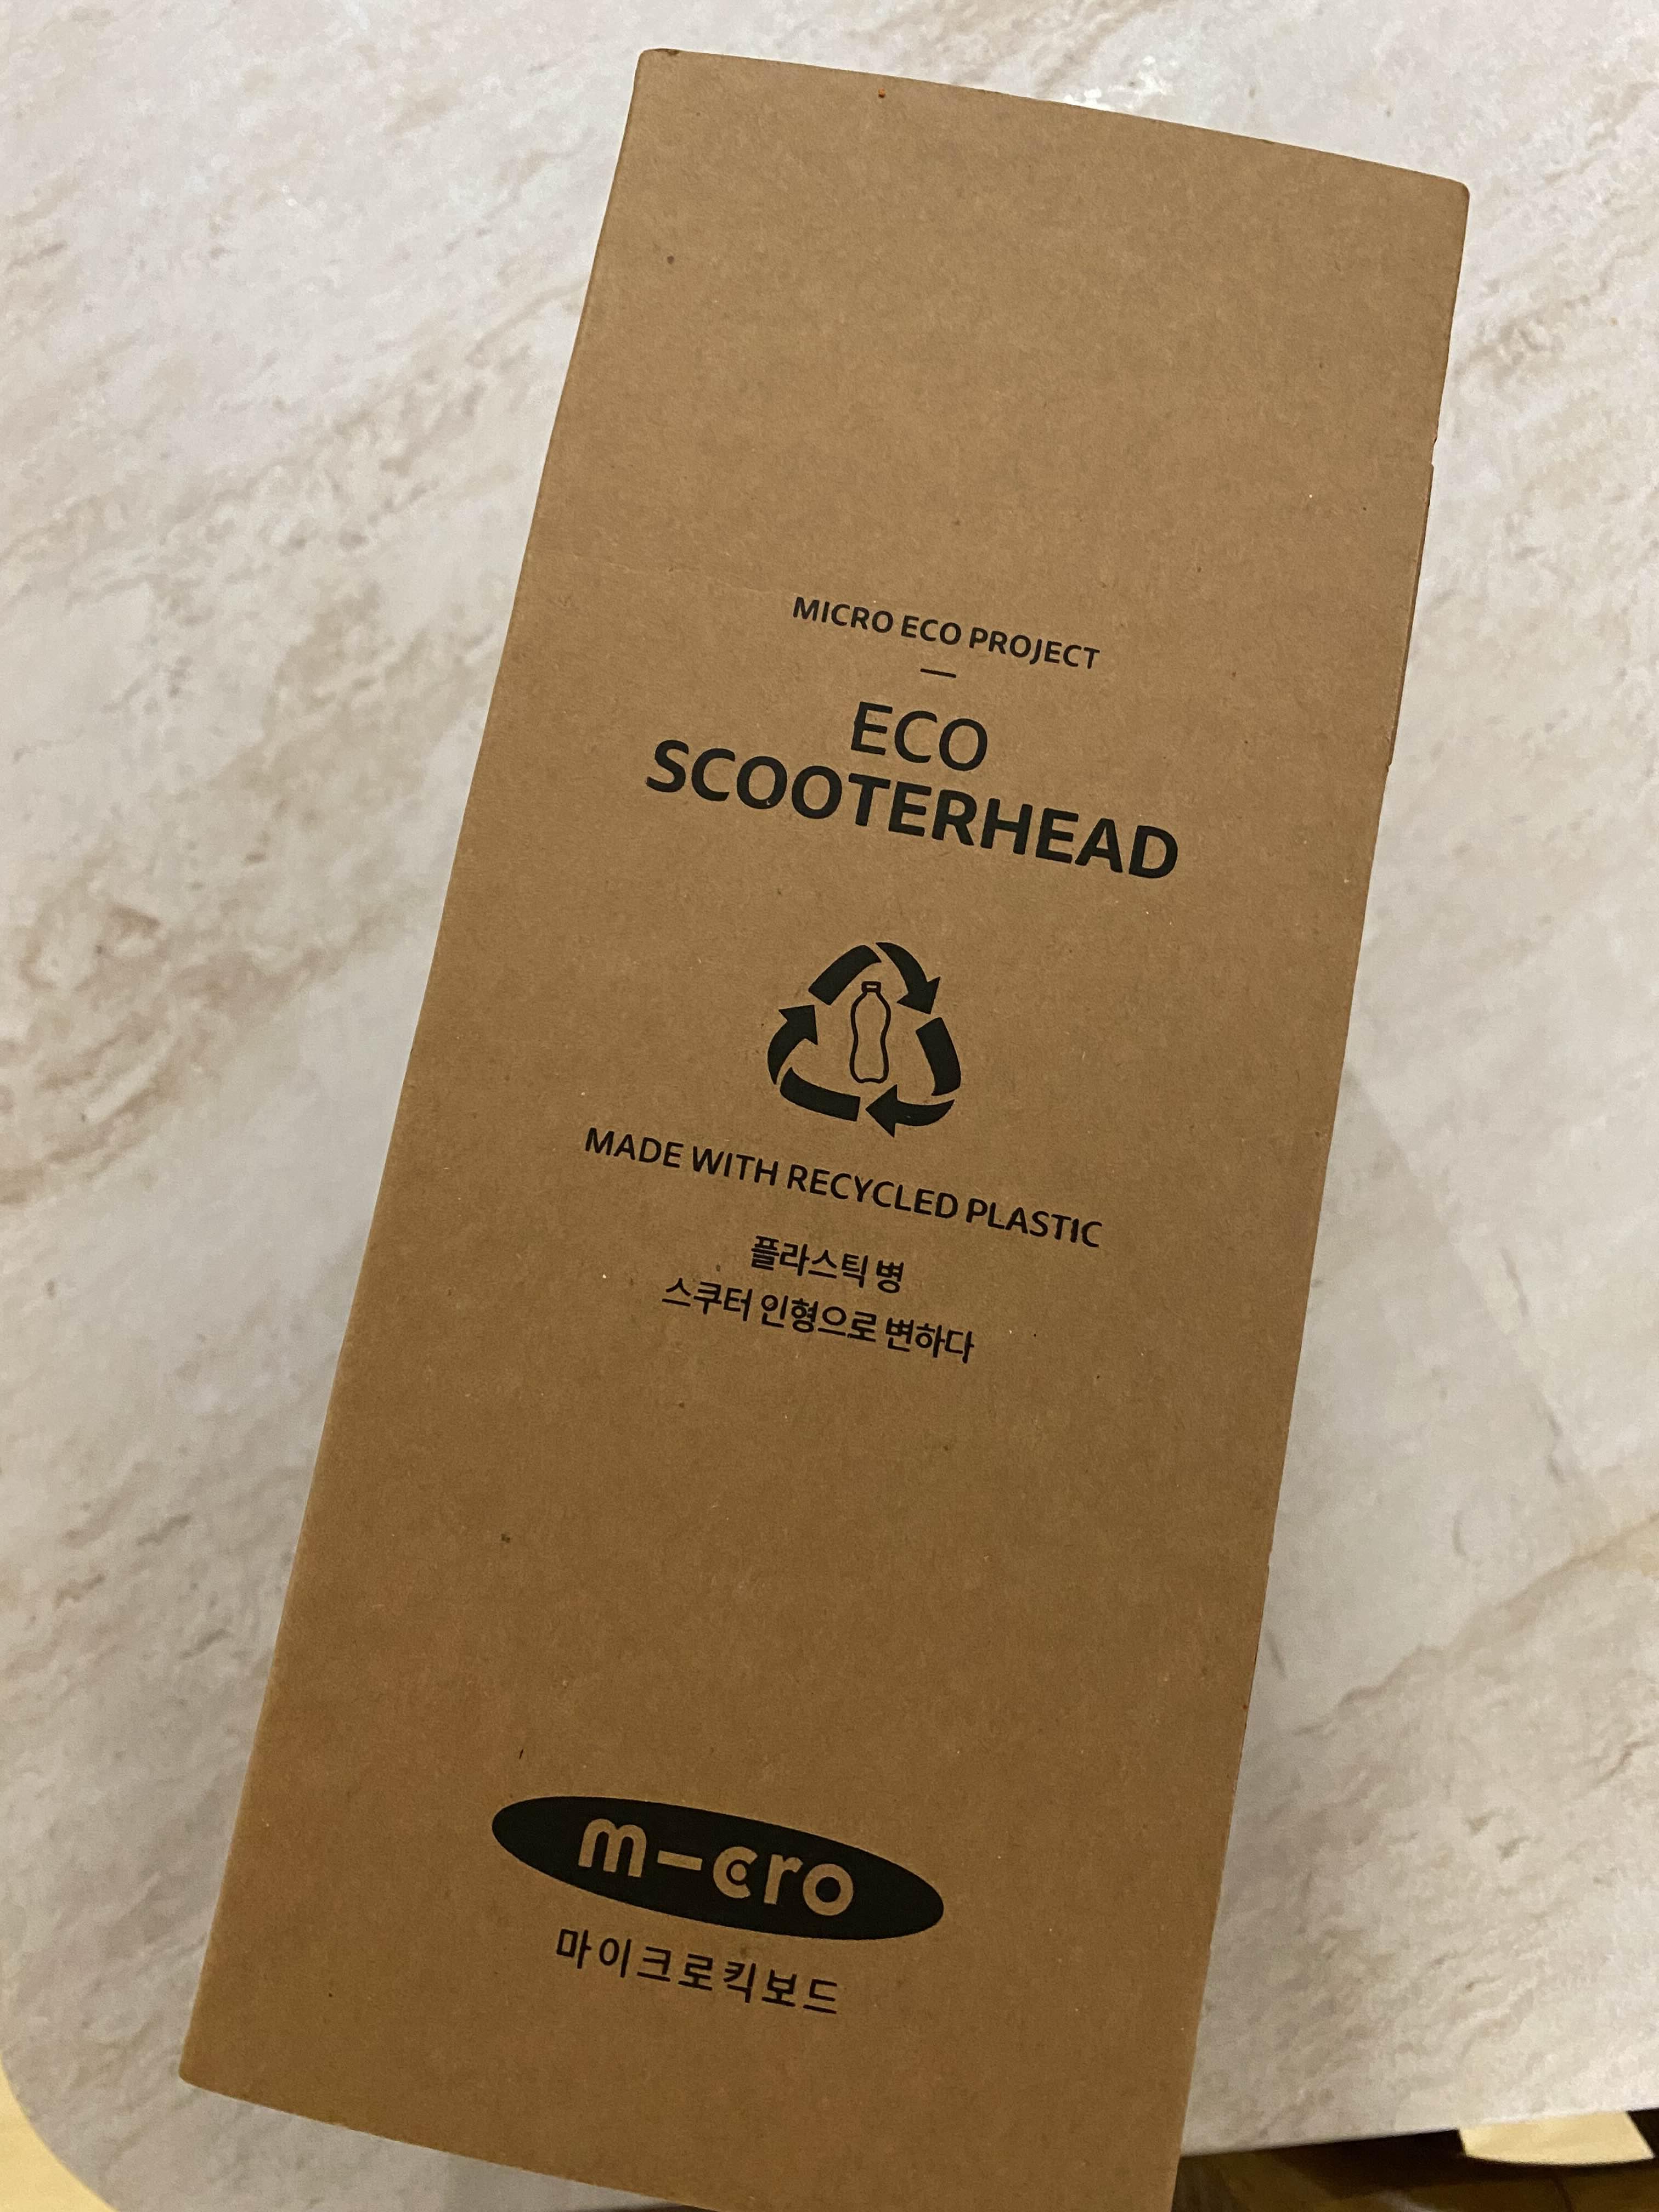 MICRO ECO PROJECT
ECO
SCOOTERHEAD
MADE WITH RECYCLED PLASTIC
플라스틱 병
스쿠터 인형으로 변하다
m-cro
마이크로킥보드